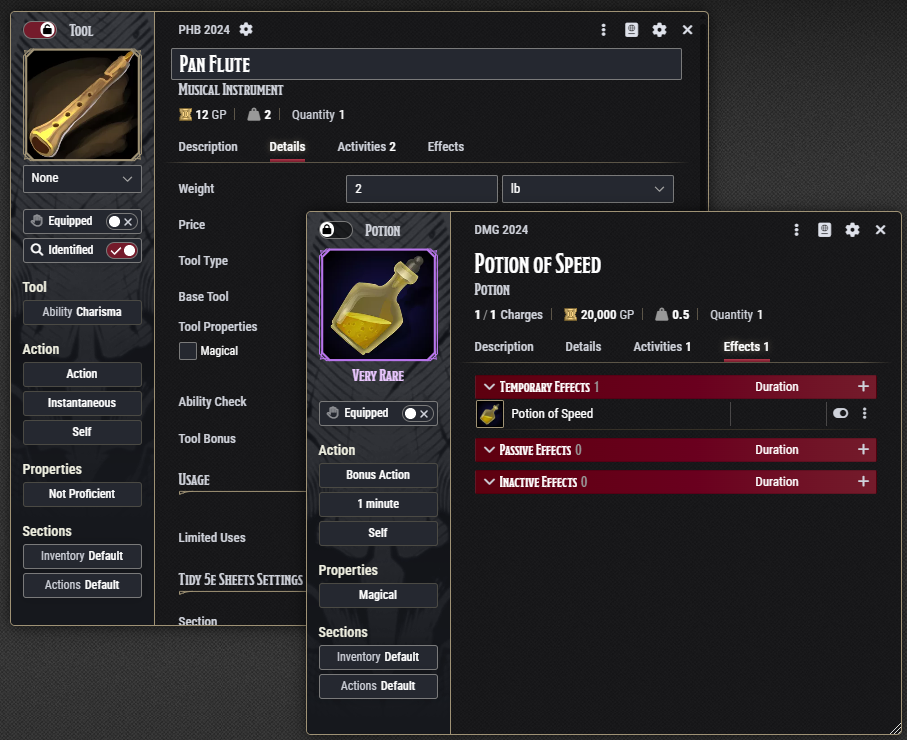 Tool
PHB 2024
Pan Flute
Musical Instrument
12 GP
2
Quantity 1
Description
Details
Activities 2
Effects
None
Equipped
Identified
Tool
Ability Charisma
Action
Action
Instantaneous
Self
Properties
Not Proficient
Sections
Inventory Default
Actions Default
Weight
2
lb
Price
Tool Type
Base Tool
Tool Properties
Magical
Ability Check
Tool Bonus
Usage
Limited Uses
Tidy 5e Sheets Settings
Section
Potion
DMG 2024
Potion of Speed
Potion
1 / 1 Charges
20,000 GP
0.5
Quantity 1
Description
Details
Activities 1
Effects 1
Very Rare
Equipped
Action
Bonus Action
1 minute
Self
Properties
Magical
Sections
Inventory Default
Actions Default
Temporary Effects 1
Duration
Potion of Speed
Passive Effects 0
Duration
Inactive Effects 0
Duration